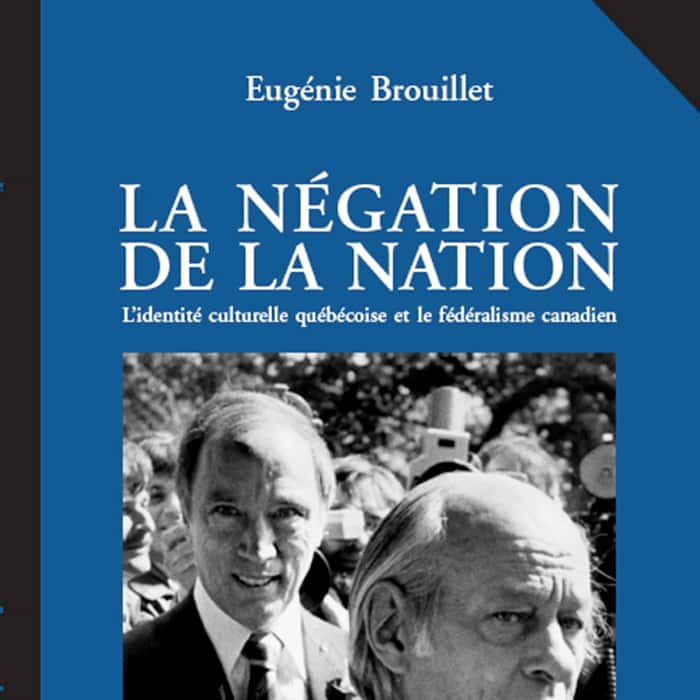 Eugénie Brouillet
LA NÉGATION
DE LA NATION
L'identité culturelle québécoise et le fédéralisme canadien